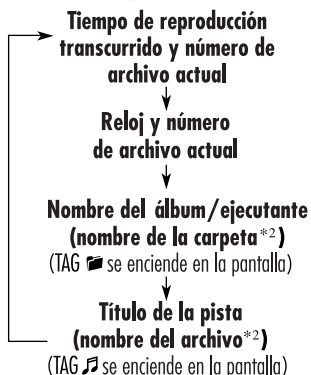 Tiempo de reproducción
transcurrido y número de
archivo actual
Reloj y número
de archivo actual
Nombre del álbum/ejecutante
(nombre de la carpeta*2)
(TAG se enciende en la pantalla)
Título de la pista
(nombre del archivo*2)
(TAG se enciende en la pantalla)